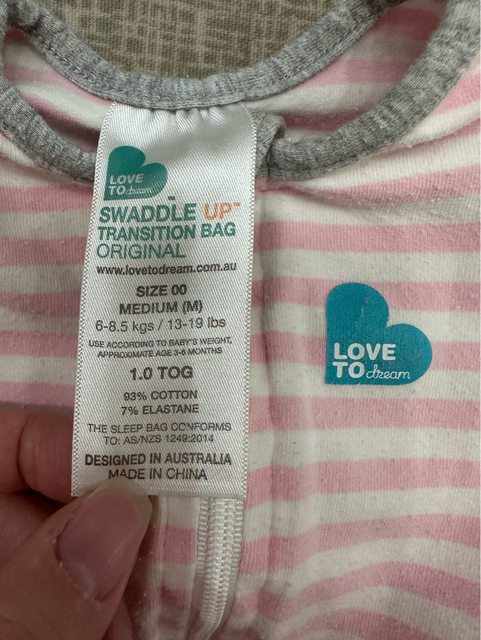 LOVE
TO dream
SWADDLE UP™
TRANSITION BAG
ORIGINAL
www.lovetodream.com.au
SIZE 00
MEDIUM (M)
6-8.5 kgs / 13-19 lbs
USE ACCORDING TO BABY'S WEIGHT,
APPROXIMATE AGE 3-6 MONTHS
1.0 TOG
93% COTTON
7% ELASTANE
THE SLEEP BAG CONFORMS
TO: AS/NZS 1249:2014
DESIGNED IN AUSTRALIA
MADE IN CHINA
LOVE
TO dream